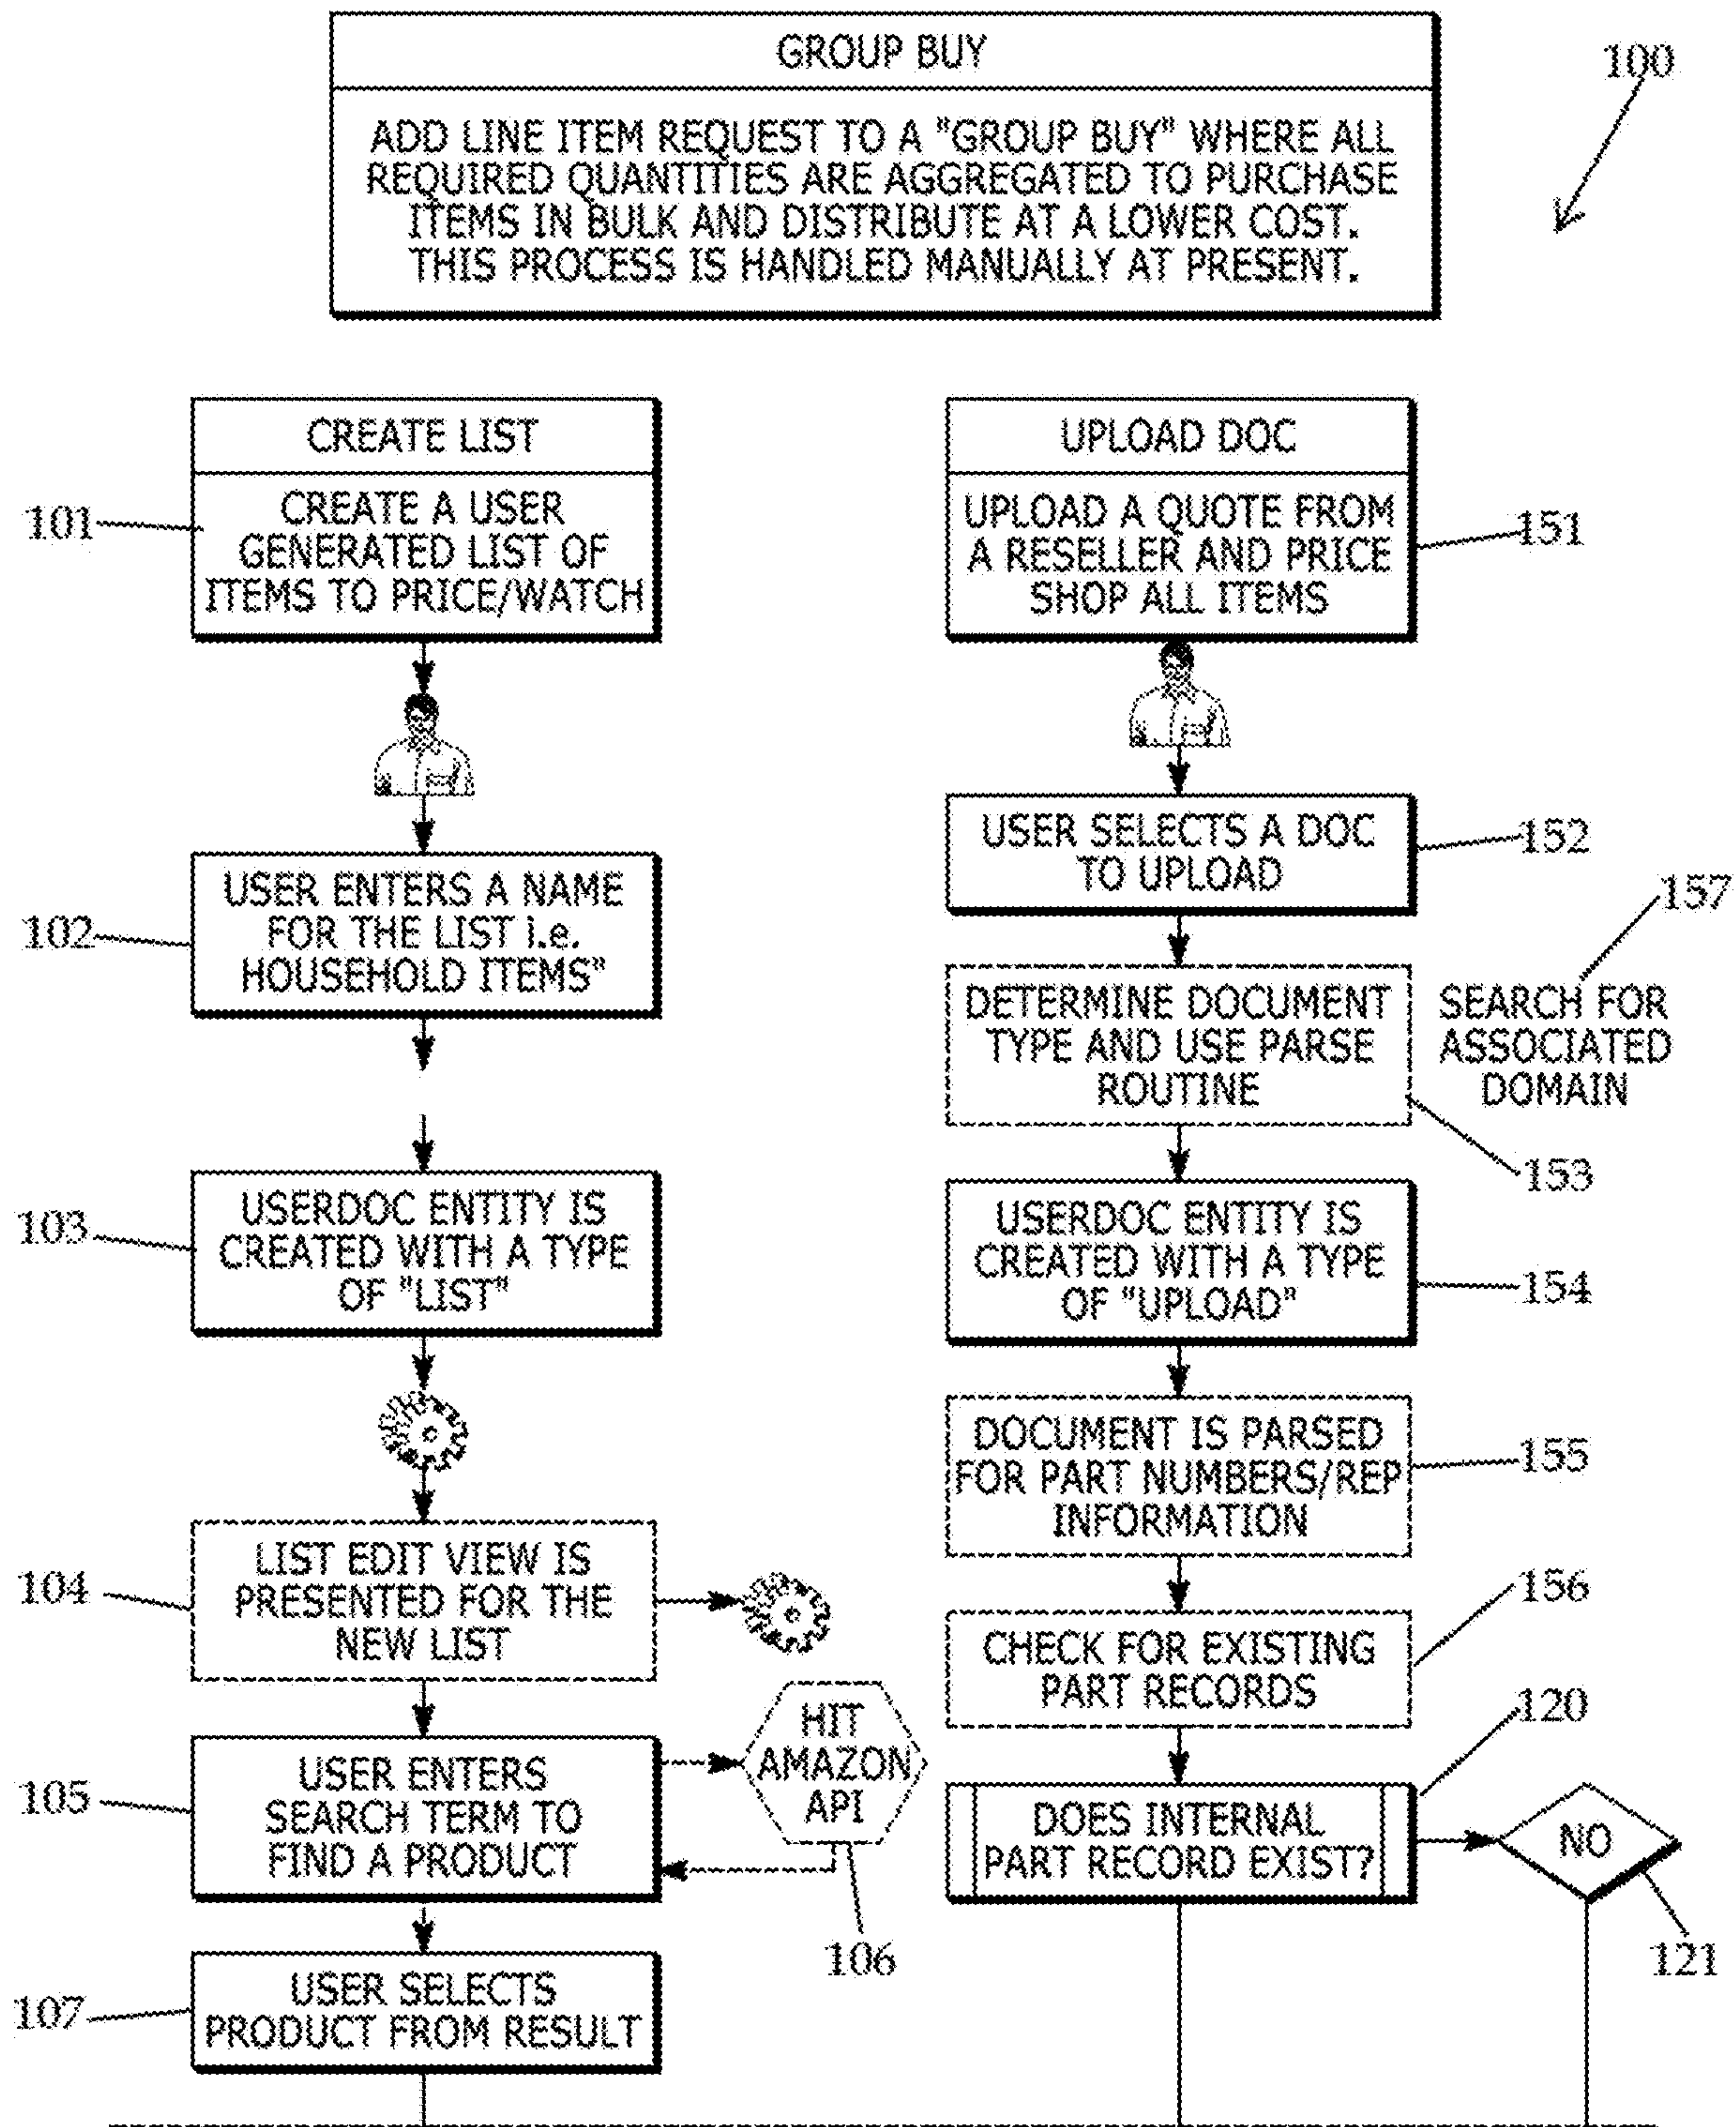 GROUP BUY
100
ADD LINE ITEM REQUEST TO A "GROUP BUY" WHERE ALL
REQUIRED QUANTITIES ARE AGGREGATED TO PURCHASE
ITEMS IN BULK AND DISTRIBUTE AT A LOWER COST.
THIS PROCESS IS HANDLED MANUALLY AT PRESENT.
CREATE LIST
101
CREATE A USER
GENERATED LIST OF
ITEMS TO PRICE/WATCH
102
USER ENTERS A NAME
FOR THE LIST i.e.
HOUSEHOLD ITEMS"
103
USERDOC ENTITY IS
CREATED WITH A TYPE
OF "LIST"
104
LIST EDIT VIEW IS
PRESENTED FOR THE
NEW LIST
105
USER ENTERS
SEARCH TERM TO
FIND A PRODUCT
HIT
AMAZON
API
106
107
USER SELECTS
PRODUCT FROM RESULT
UPLOAD DOC
UPLOAD A QUOTE FROM
A RESELLER AND PRICE
SHOP ALL ITEMS
151
USER SELECTS A DOC
TO UPLOAD
152
157
DETERMINE DOCUMENT
TYPE AND USE PARSE
ROUTINE
SEARCH FOR
ASSOCIATED
DOMAIN
153
USERDOC ENTITY IS
CREATED WITH A TYPE
OF "UPLOAD"
154
DOCUMENT IS PARSED
FOR PART NUMBERS/REP
INFORMATION
155
156
CHECK FOR EXISTING
PART RECORDS
120
DOES INTERNAL
PART RECORD EXIST?
NO
121